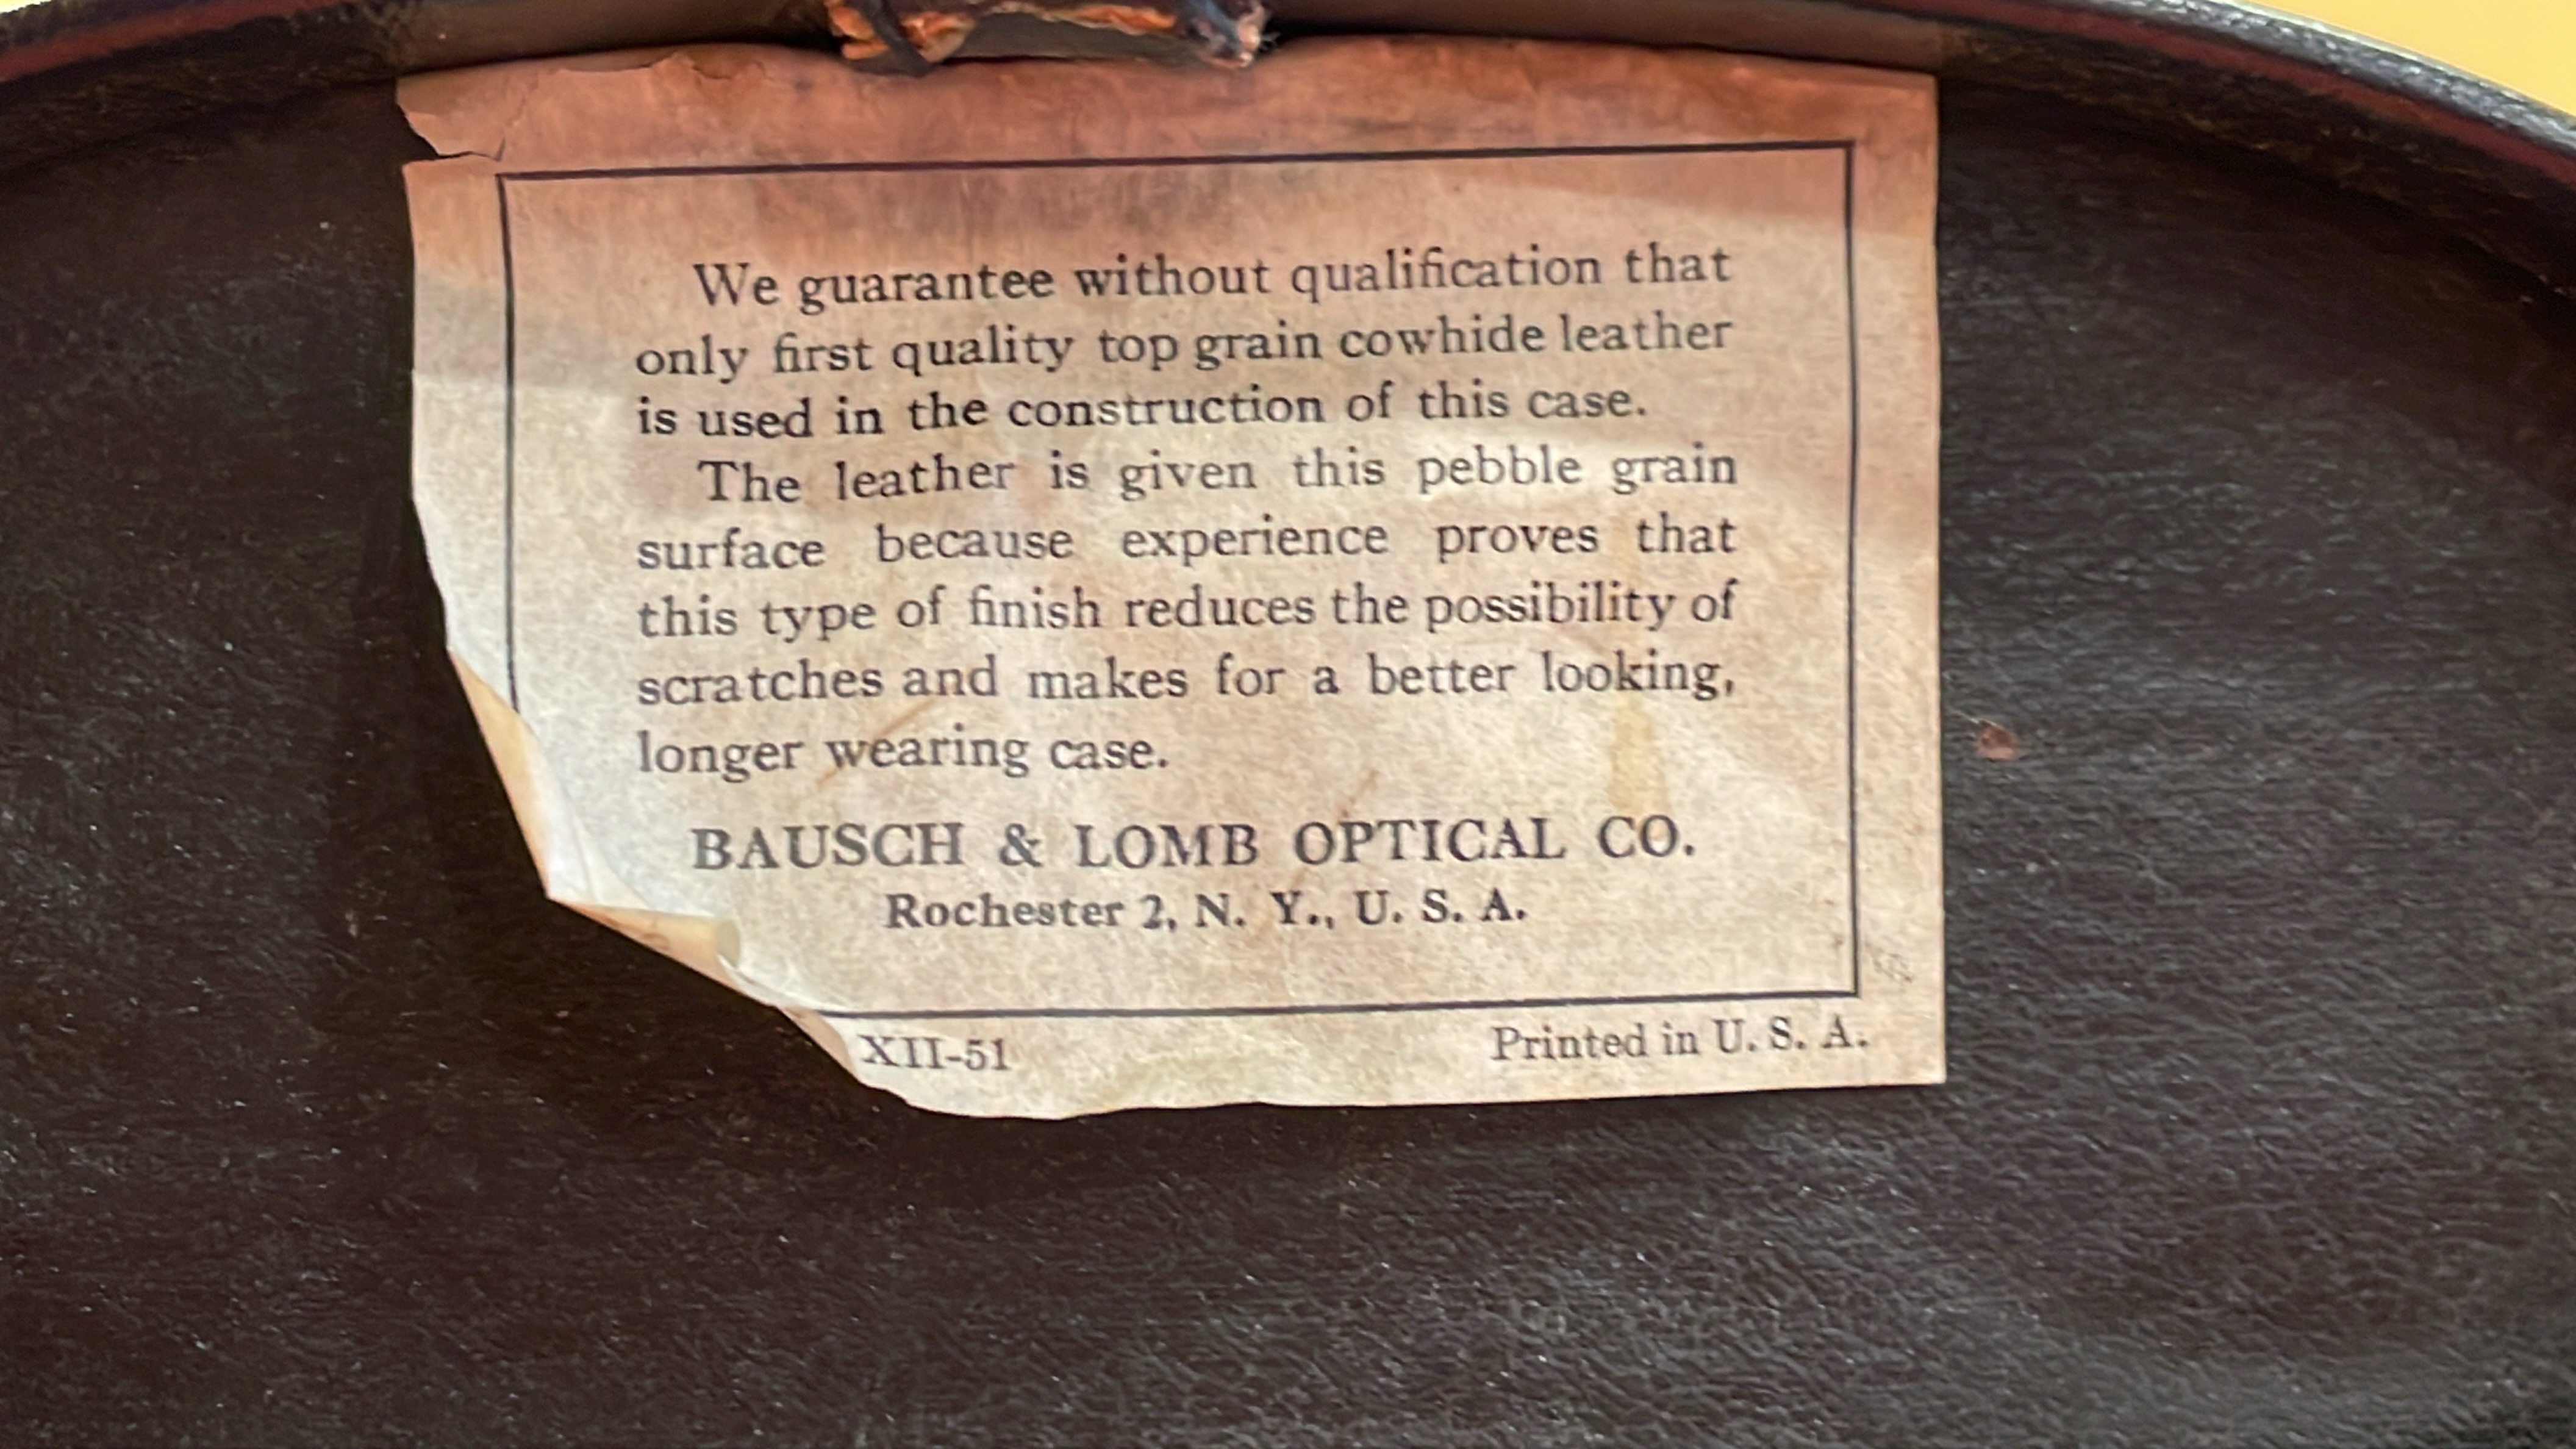 We guarantee without qualification that
only first quality top grain cowhide leather
is used in the construction of this case.
The leather is given this pebble grain
surface because experience proves that
this type of finish reduces the possibility of
scratches and makes for a better looking,
longer wearing case.
BAUSCH & LOMB OPTICAL CO.
Rochester 2, N. Y., U. S. A.
XII-51 Printed in U. S. A.